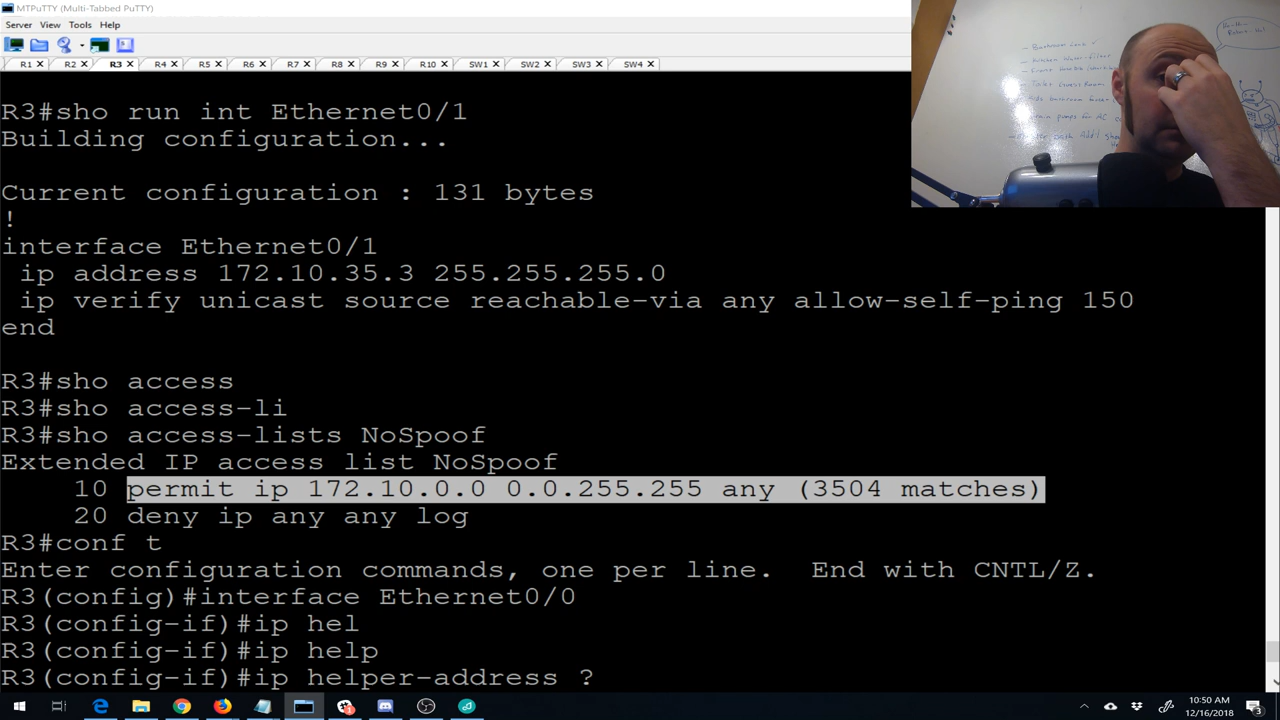 MTPuTTY (Multi-Tabbed PuTTY)
Server View Tools Help
R1 R2 R3 R4 R5 R6 R7 R8 R9 R10 SW1 SW2 SW3 SW4
R3#sho run int Ethernet0/1
Building configuration...
Current configuration : 131 bytes
!
interface Ethernet0/1
ip address 172.10.35.3 255.255.255.0
ip verify unicast source reachable-via any allow-self-ping 150
end
R3#sho access
R3#sho access-li
R3#sho access-lists NoSpoof
Extended IP access list NoSpoof
10 permit ip 172.10.0.0 0.0.255.255 any (3504 matches)
20 deny ip any any log
R3#conf t
Enter configuration commands, one per line. End with CNTL/Z.
R3(config)#interface Ethernet0/0
R3(config-if)#ip hel
R3(config-if)#ip help
R3(config-if)#ip helper-address ?
10:50 AM
12/16/2018
3